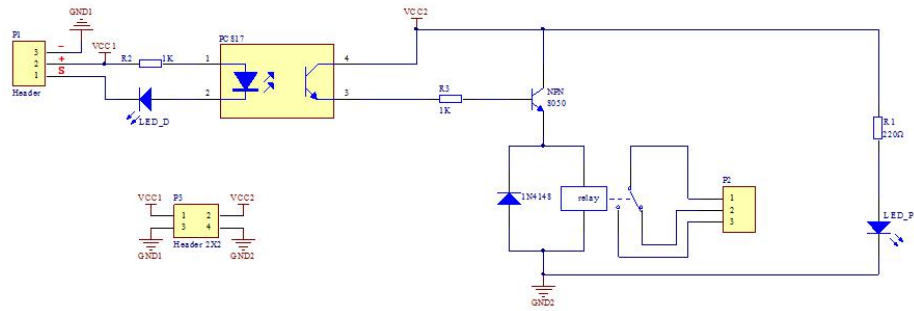 GND1
VCC2
P1
3 −
2 +
1 S
Header
VCC1
R2 1K
PC817
1
2
4
3
LED_D
R3
1K
NPN
8050
R1
220Ω
1N4148
relay
P2
1
2
3
LED_P
GND2
VCC1 P3 VCC2
1 2
3 4
Header 2X2
GND1 GND2